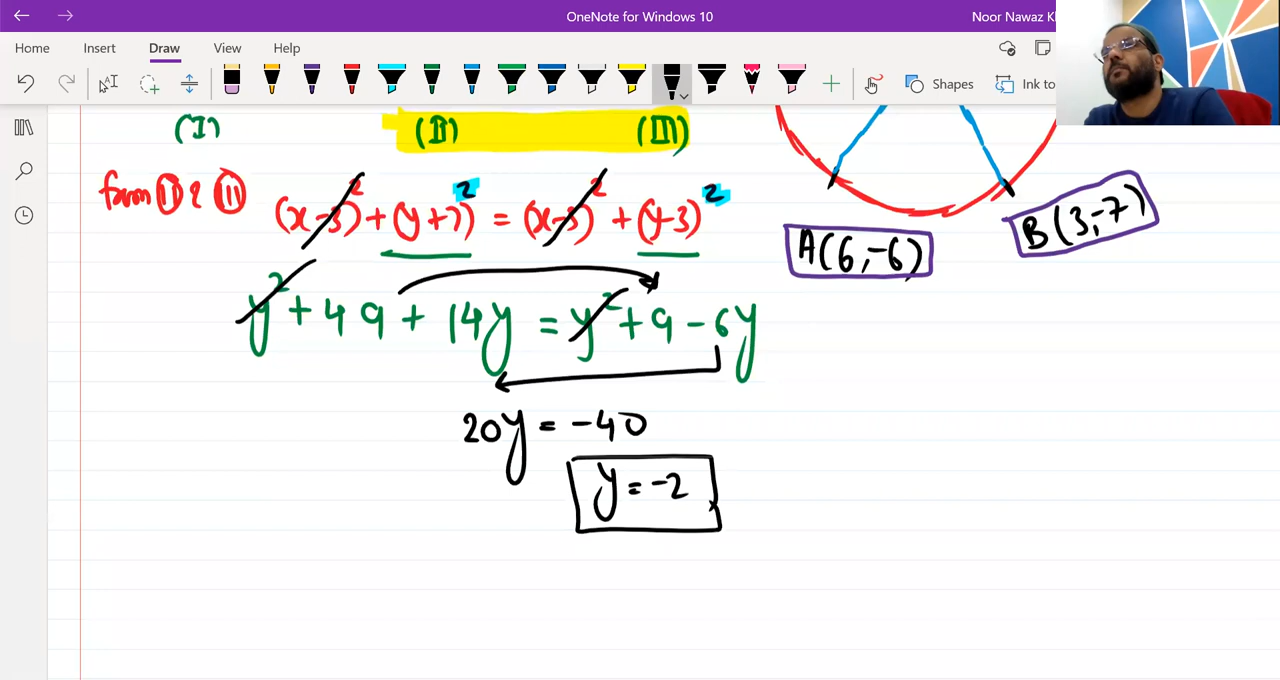 OneNote for Windows 10
Noor Nawaz Kh
Home Insert Draw View Help
Shapes
Ink to
(I) (II) (III)
from (II) & (III) (x-3)² + (y+7)² = (x-3)² + (y-3)²
A(6,-6)
B(3,-7)
y² + 49 + 14y = y² + 9 - 6y
20y = -40
y = -2